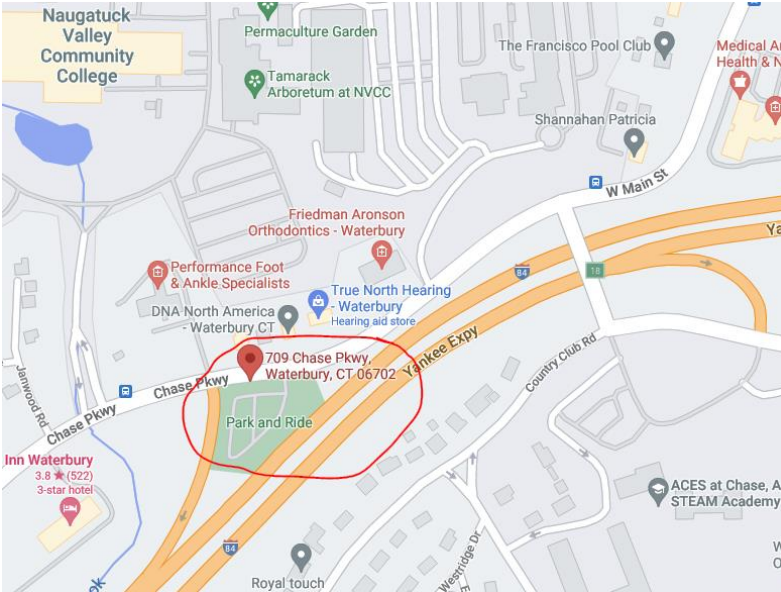 Naugatuck
Valley
Community
College
Permaculture Garden
The Francisco Pool Club
Medical A
Health & N
Tamarack
Arboretum at NVCC
Shannahan Patricia
W Main St
Friedman Aronson
Orthodontics - Waterbury
Ya
84
18
Performance Foot
& Ankle Specialists
True North Hearing
- Waterbury
Hearing aid store
DNA North America
- Waterbury CT
Yankee Expy
Country Club Rd
709 Chase Pkwy,
Waterbury, CT 06702
Janwood Rd
Chase Pkwy
Chase Pkwy
Park and Ride
Inn Waterbury
3.8 ★ (522)
3-star hotel
ACES at Chase, A
STEAM Academy
84
Westridge Dr
Royal touch
W
O
ok
E